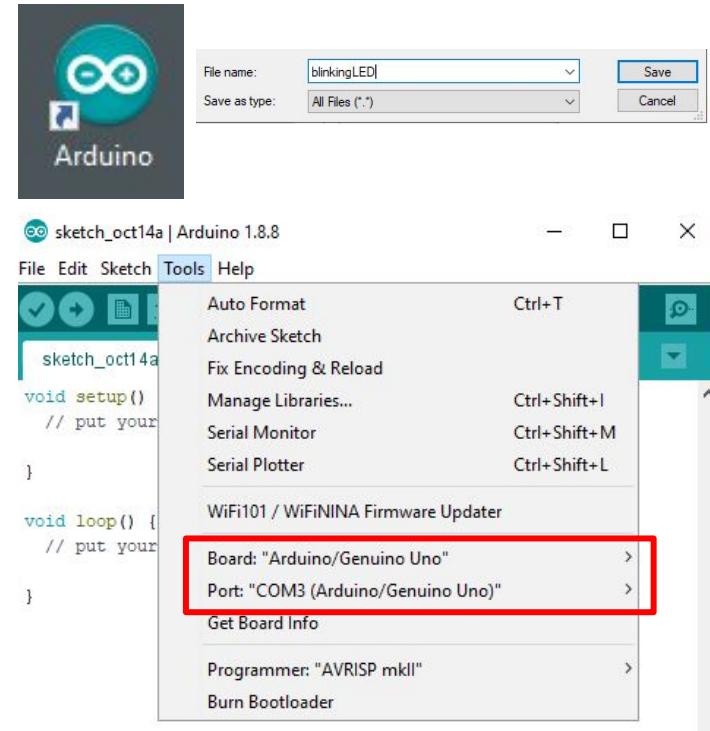 Arduino
File name: blinkingLED
Save
Save as type: All Files (*.*)
Cancel
sketch_oct14a | Arduino 1.8.8
File Edit Sketch Tools Help
sketch_oct14a
void setup()
// put your
}
void loop() {
// put your
}
Auto Format Ctrl+T
Archive Sketch
Fix Encoding & Reload
Manage Libraries... Ctrl+Shift+I
Serial Monitor Ctrl+Shift+M
Serial Plotter Ctrl+Shift+L
WiFi101 / WiFiNINA Firmware Updater
Board: "Arduino/Genuino Uno"
Port: "COM3 (Arduino/Genuino Uno)"
Get Board Info
Programmer: "AVRISP mkII"
Burn Bootloader